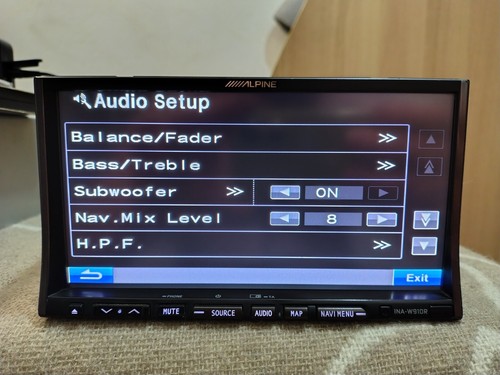 ALPINE
Audio Setup
Balance/Fader
Bass/Treble
Subwoofer ON
Nav.Mix Level 8
H.P.F.
Exit
MUTE SOURCE AUDIO MAP NAVI MENU INA-W910R